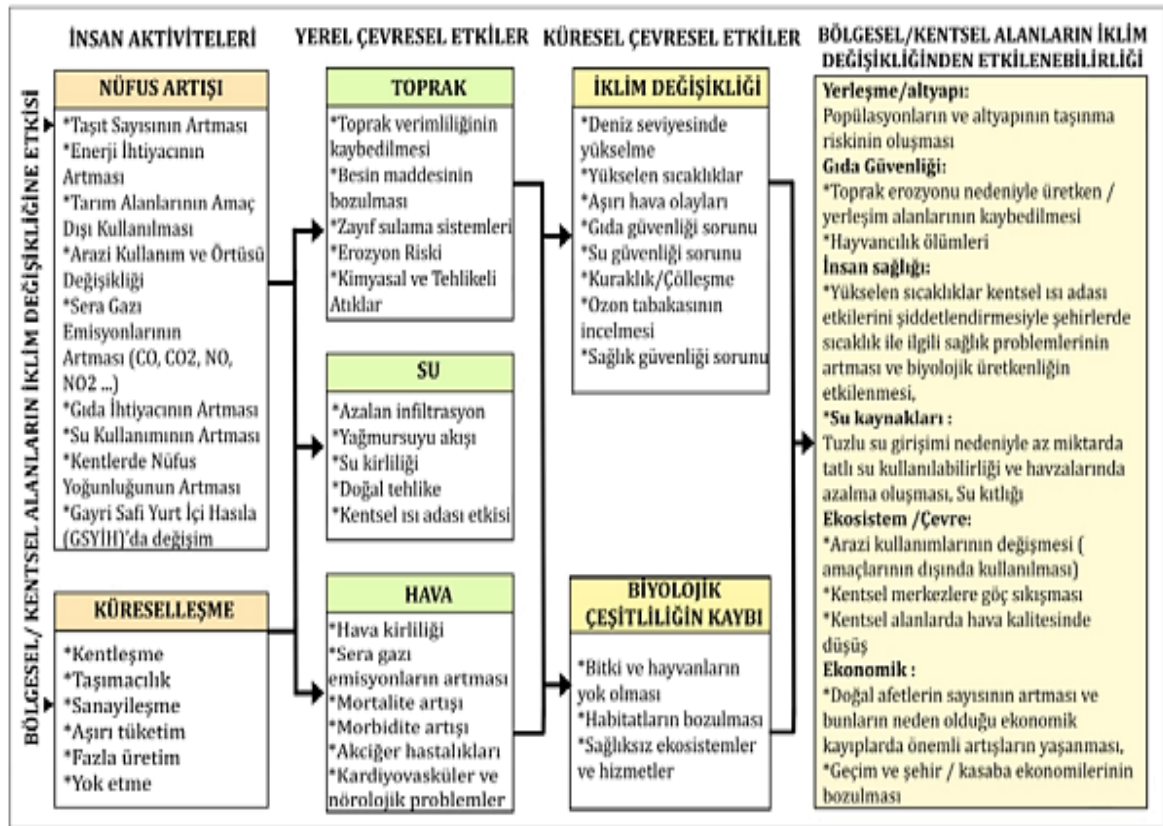 BÖLGESEL/ KENTSEL ALANLARIN İKLİM DEĞİŞİKLİĞİNE ETKİSİ
İNSAN AKTİVİTELERİ
NÜFUS ARTIŞI
*Taşıt Sayısının Artması
*Enerji İhtiyacının
Artması
*Tarım Alanlarının Amaç
Dışı Kullanılması
*Arazi Kullanım ve Örtüsü
Değişikliği
*Sera Gazı
Emisyonlarının
Artması (CO, CO2, NO,
NO2 ...)
*Gıda İhtiyacının Artması
*Su Kullanımının Artması
*Kentlerde Nüfus
Yoğunluğunun Artması
*Gayri Safi Yurt İçi Hasıla
(GSYİH)'da değişim
KÜRESELLEŞME
*Kentleşme
*Taşımacılık
*Sanayileşme
*Aşırı tüketim
*Fazla üretim
*Yok etme
YEREL ÇEVRESEL ETKİLER
TOPRAK
*Toprak verimliliğinin
kaybedilmesi
*Besin maddesinin
bozulması
*Zayıf sulama sistemleri
*Erozyon Riski
*Kimyasal ve Tehlikeli
Atıklar
SU
*Azalan infiltrasyon
*Yağmursuyu akışı
*Su kirliliği
*Doğal tehlike
*Kentsel ısı adası etkisi
HAVA
*Hava kirliliği
*Sera gazı
emisyonların artması
*Mortalite artışı
*Morbidite artışı
*Akciğer hastalıkları
*Kardiyovasküler ve
nörolojik problemler
KÜRESEL ÇEVRESEL ETKİLER
İKLİM DEĞİŞİKLİĞİ
*Deniz seviyesinde
yükselme
*Yükselen sıcaklıklar
*Aşırı hava olayları
*Gıda güvenliği sorunu
*Su güvenliği sorunu
*Kuraklık/Çölleşme
*Ozon tabakasının
incelmesi
*Sağlık güvenliği sorunu
BİYOLOJİK
ÇEŞİTLİLİĞİN KAYBI
*Bitki ve hayvanların
yok olması
*Habitatların bozulması
*Sağlıksız ekosistemler
ve hizmetler
BÖLGESEL/KENTSEL ALANLARIN İKLİM
DEĞİŞİKLİĞİNDEN ETKİLENEBİLİRLİĞİ
Yerleşme/altyapı:
Popülasyonların ve altyapının taşınma
riskinin oluşması
Gıda Güvenliği:
*Toprak erozyonu nedeniyle üretken /
yerleşim alanlarının kaybedilmesi
*Hayvancılık ölümleri
İnsan sağlığı:
*Yükselen sıcaklıklar kentsel ısı adası
etkilerini şiddetlendirmesiyle şehirlerde
sıcaklık ile ilgili sağlık problemlerinin
artması ve biyolojik üretkenliğin
etkilenmesi,
*Su kaynakları :
Tuzlu su girişimi nedeniyle az miktarda
tatlı su kullanılabilirliği ve havzalarında
azalma oluşması, Su kıtlığı
Ekosistem /Çevre:
*Arazi kullanımlarının değişmesi (
amaçlarının dışında kullanılması)
*Kentsel merkezlere göç sıkışması
*Kentsel alanlarda hava kalitesinde
düşüş
Ekonomik :
*Doğal afetlerin sayısının artması ve
bunların neden olduğu ekonomik
kayıplarda önemli artışların yaşanması,
*Geçim ve şehir / kasaba ekonomilerinin
bozulması